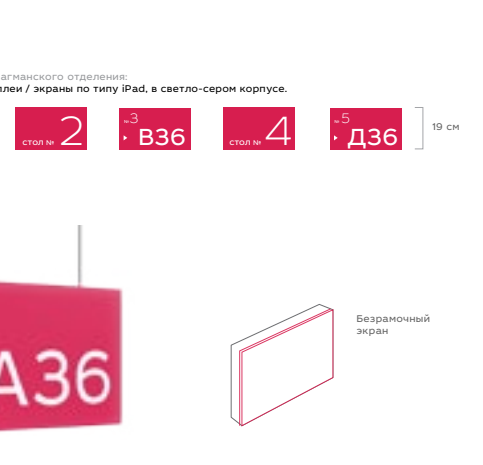 агманского отделения:
плеи / экраны по типу iPad, в светло-сером корпусе.
стол № 2
№3
В36
стол № 4
№5
Д36
19 см
А36
Безрамочный
экран